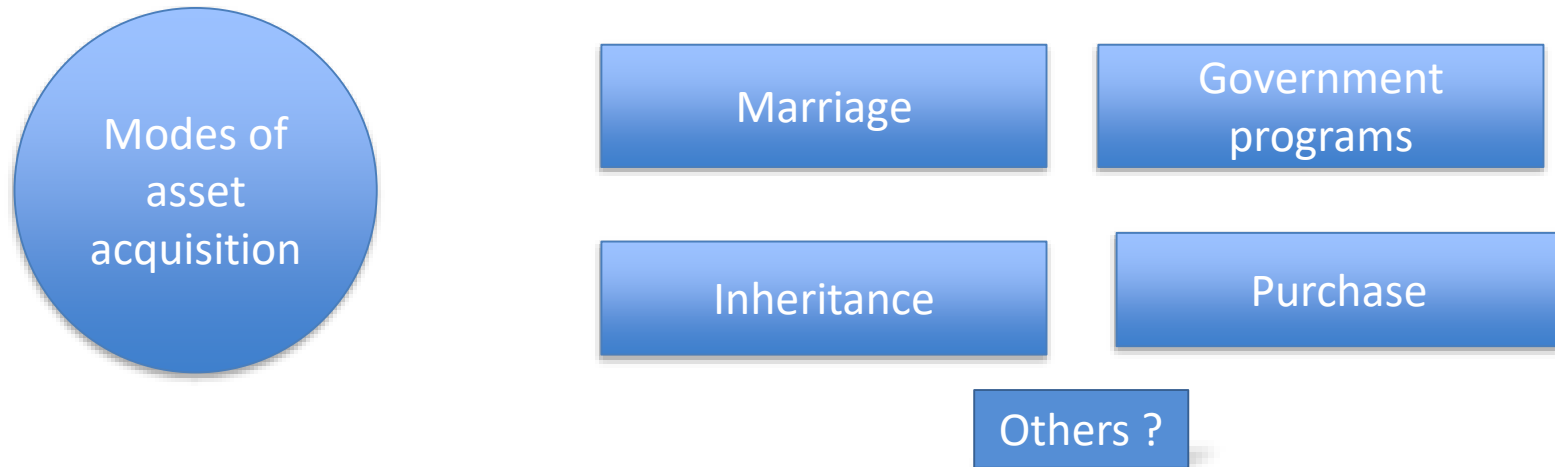 Modes of
asset
acquisition
Marriage
Government
programs
Inheritance
Purchase
Others ?